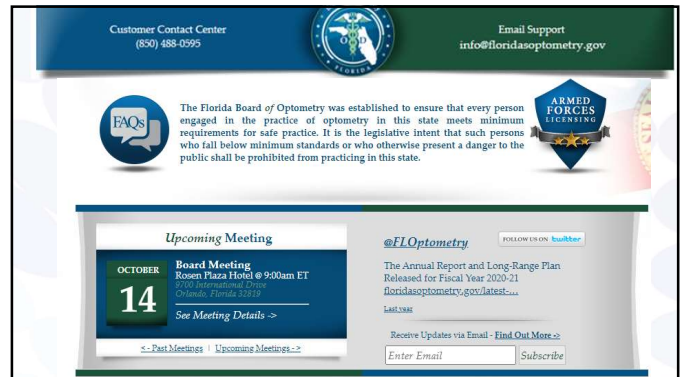 Customer Contact Center
(850) 488-0595
Email Support
info@floridasoptometry.gov
O D
FLORIDA
FAQs
The Florida Board of Optometry was established to ensure that every person
engaged in the practice of optometry in this state meets minimum
requirements for safe practice. It is the legislative intent that such persons
who fall below minimum standards or who otherwise present a danger to the
public shall be prohibited from practicing in this state.
ARMED
FORCES
LICENSING
Upcoming Meeting
OCTOBER
14
Board Meeting
Rosen Plaza Hotel @ 9:00am ET
9700 International Drive
Orlando, Florida 32819
See Meeting Details ->
<- Past Meetings | Upcoming Meetings ->
@FLOptometry
FOLLOW US ON twitter
The Annual Report and Long-Range Plan
Released for Fiscal Year 2020-21
floridasoptometry.gov/latest-...
Last year
Receive Updates via Email - Find Out More ->
Enter Email
Subscribe